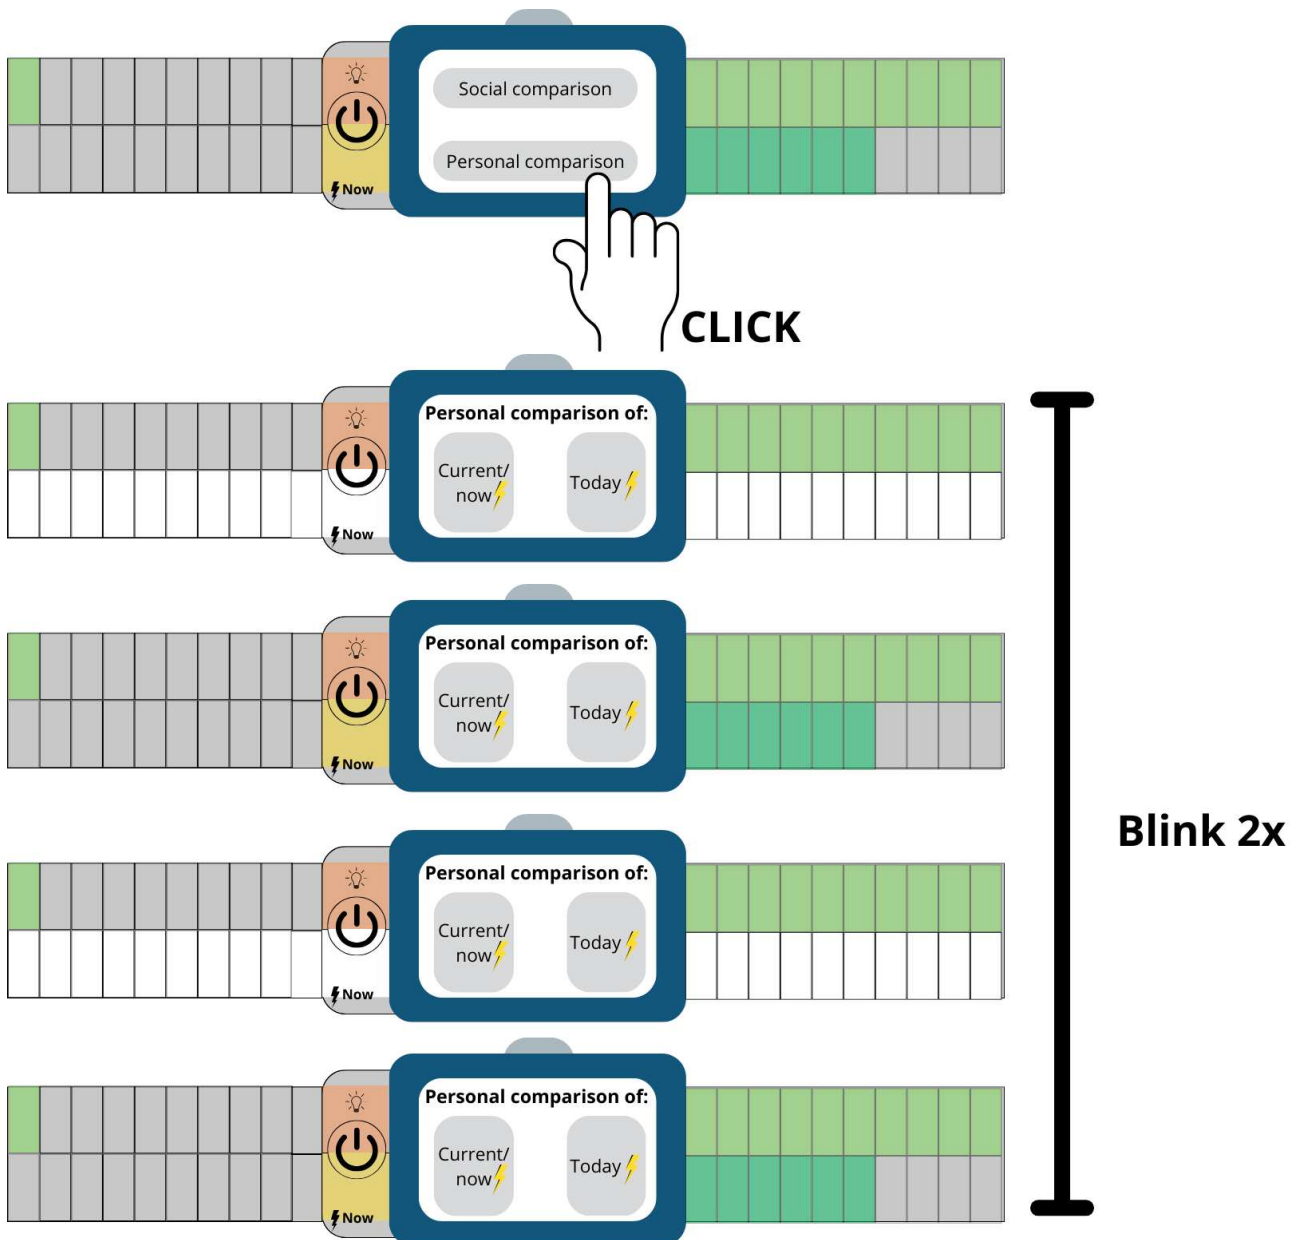 Social comparison
Personal comparison
Now
CLICK
Personal comparison of:
Current/
now
Today
Now
Personal comparison of:
Current/
now
Today
Now
Blink 2x
Personal comparison of:
Current/
now
Today
Now
Personal comparison of:
Current/
now
Today
Now